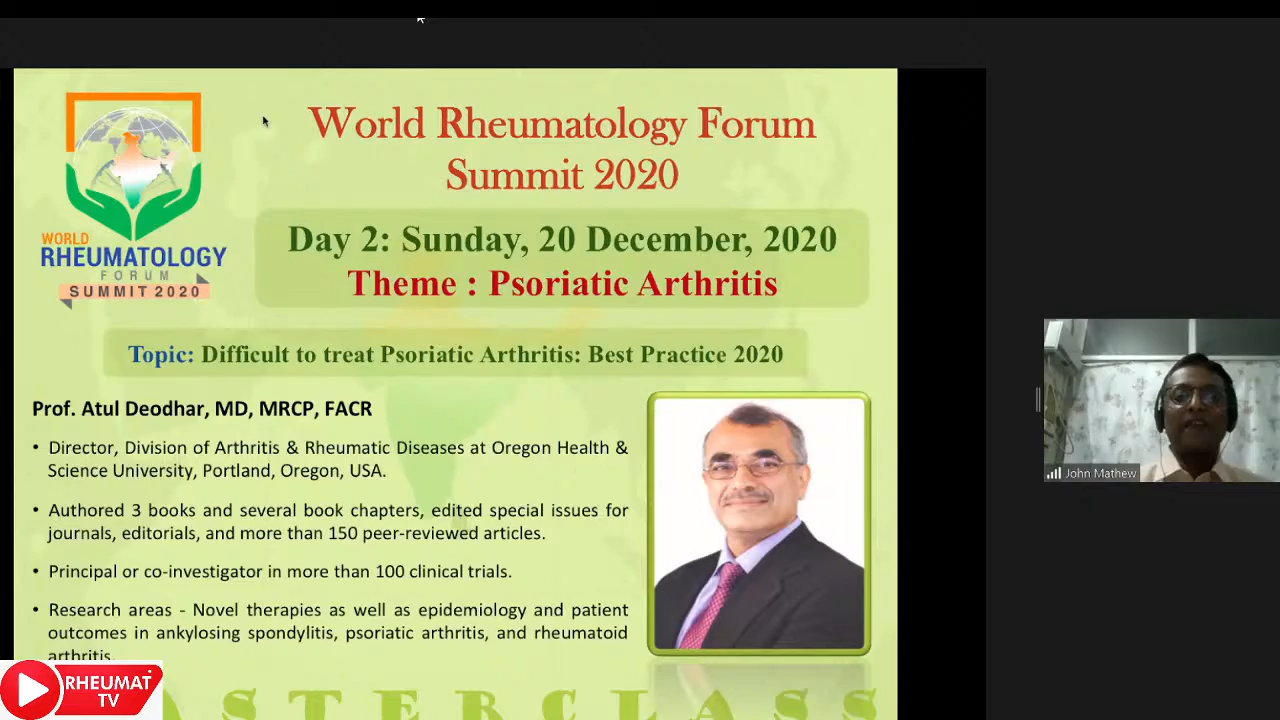 World Rheumatology Forum
Summit 2020
WORLD
RHEUMATOLOGY
FORUM
SUMMIT 2020
Day 2: Sunday, 20 December, 2020
Theme : Psoriatic Arthritis
Topic: Difficult to treat Psoriatic Arthritis: Best Practice 2020
Prof. Atul Deodhar, MD, MRCP, FACR
• Director, Division of Arthritis & Rheumatic Diseases at Oregon Health &
Science University, Portland, Oregon, USA.
• Authored 3 books and several book chapters, edited special issues for
journals, editorials, and more than 150 peer-reviewed articles.
• Principal or co-investigator in more than 100 clinical trials.
• Research areas - Novel therapies as well as epidemiology and patient
outcomes in ankylosing spondylitis, psoriatic arthritis, and rheumatoid
arthritis.
John Mathew
RHEUMAT
TV
ASTERCLASS